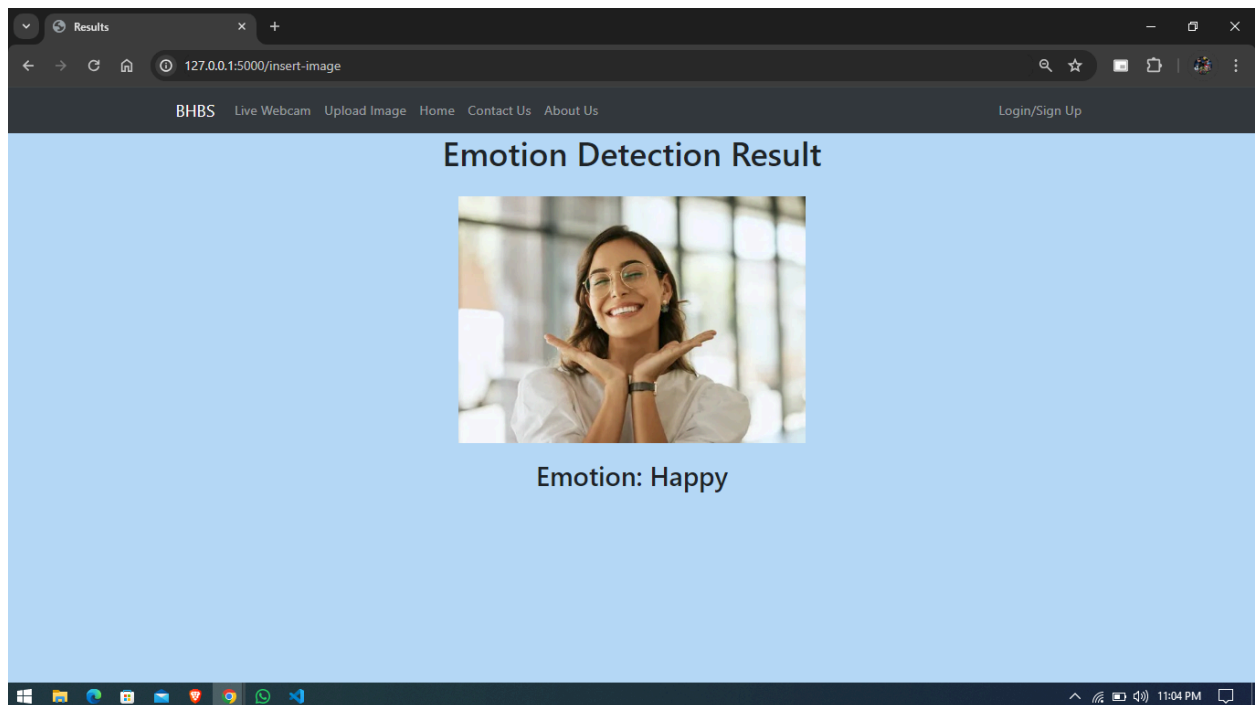 Results
127.0.0.1:5000/insert-image
BHBS Live Webcam Upload Image Home Contact Us About Us Login/Sign Up
Emotion Detection Result
Emotion: Happy
11:04 PM